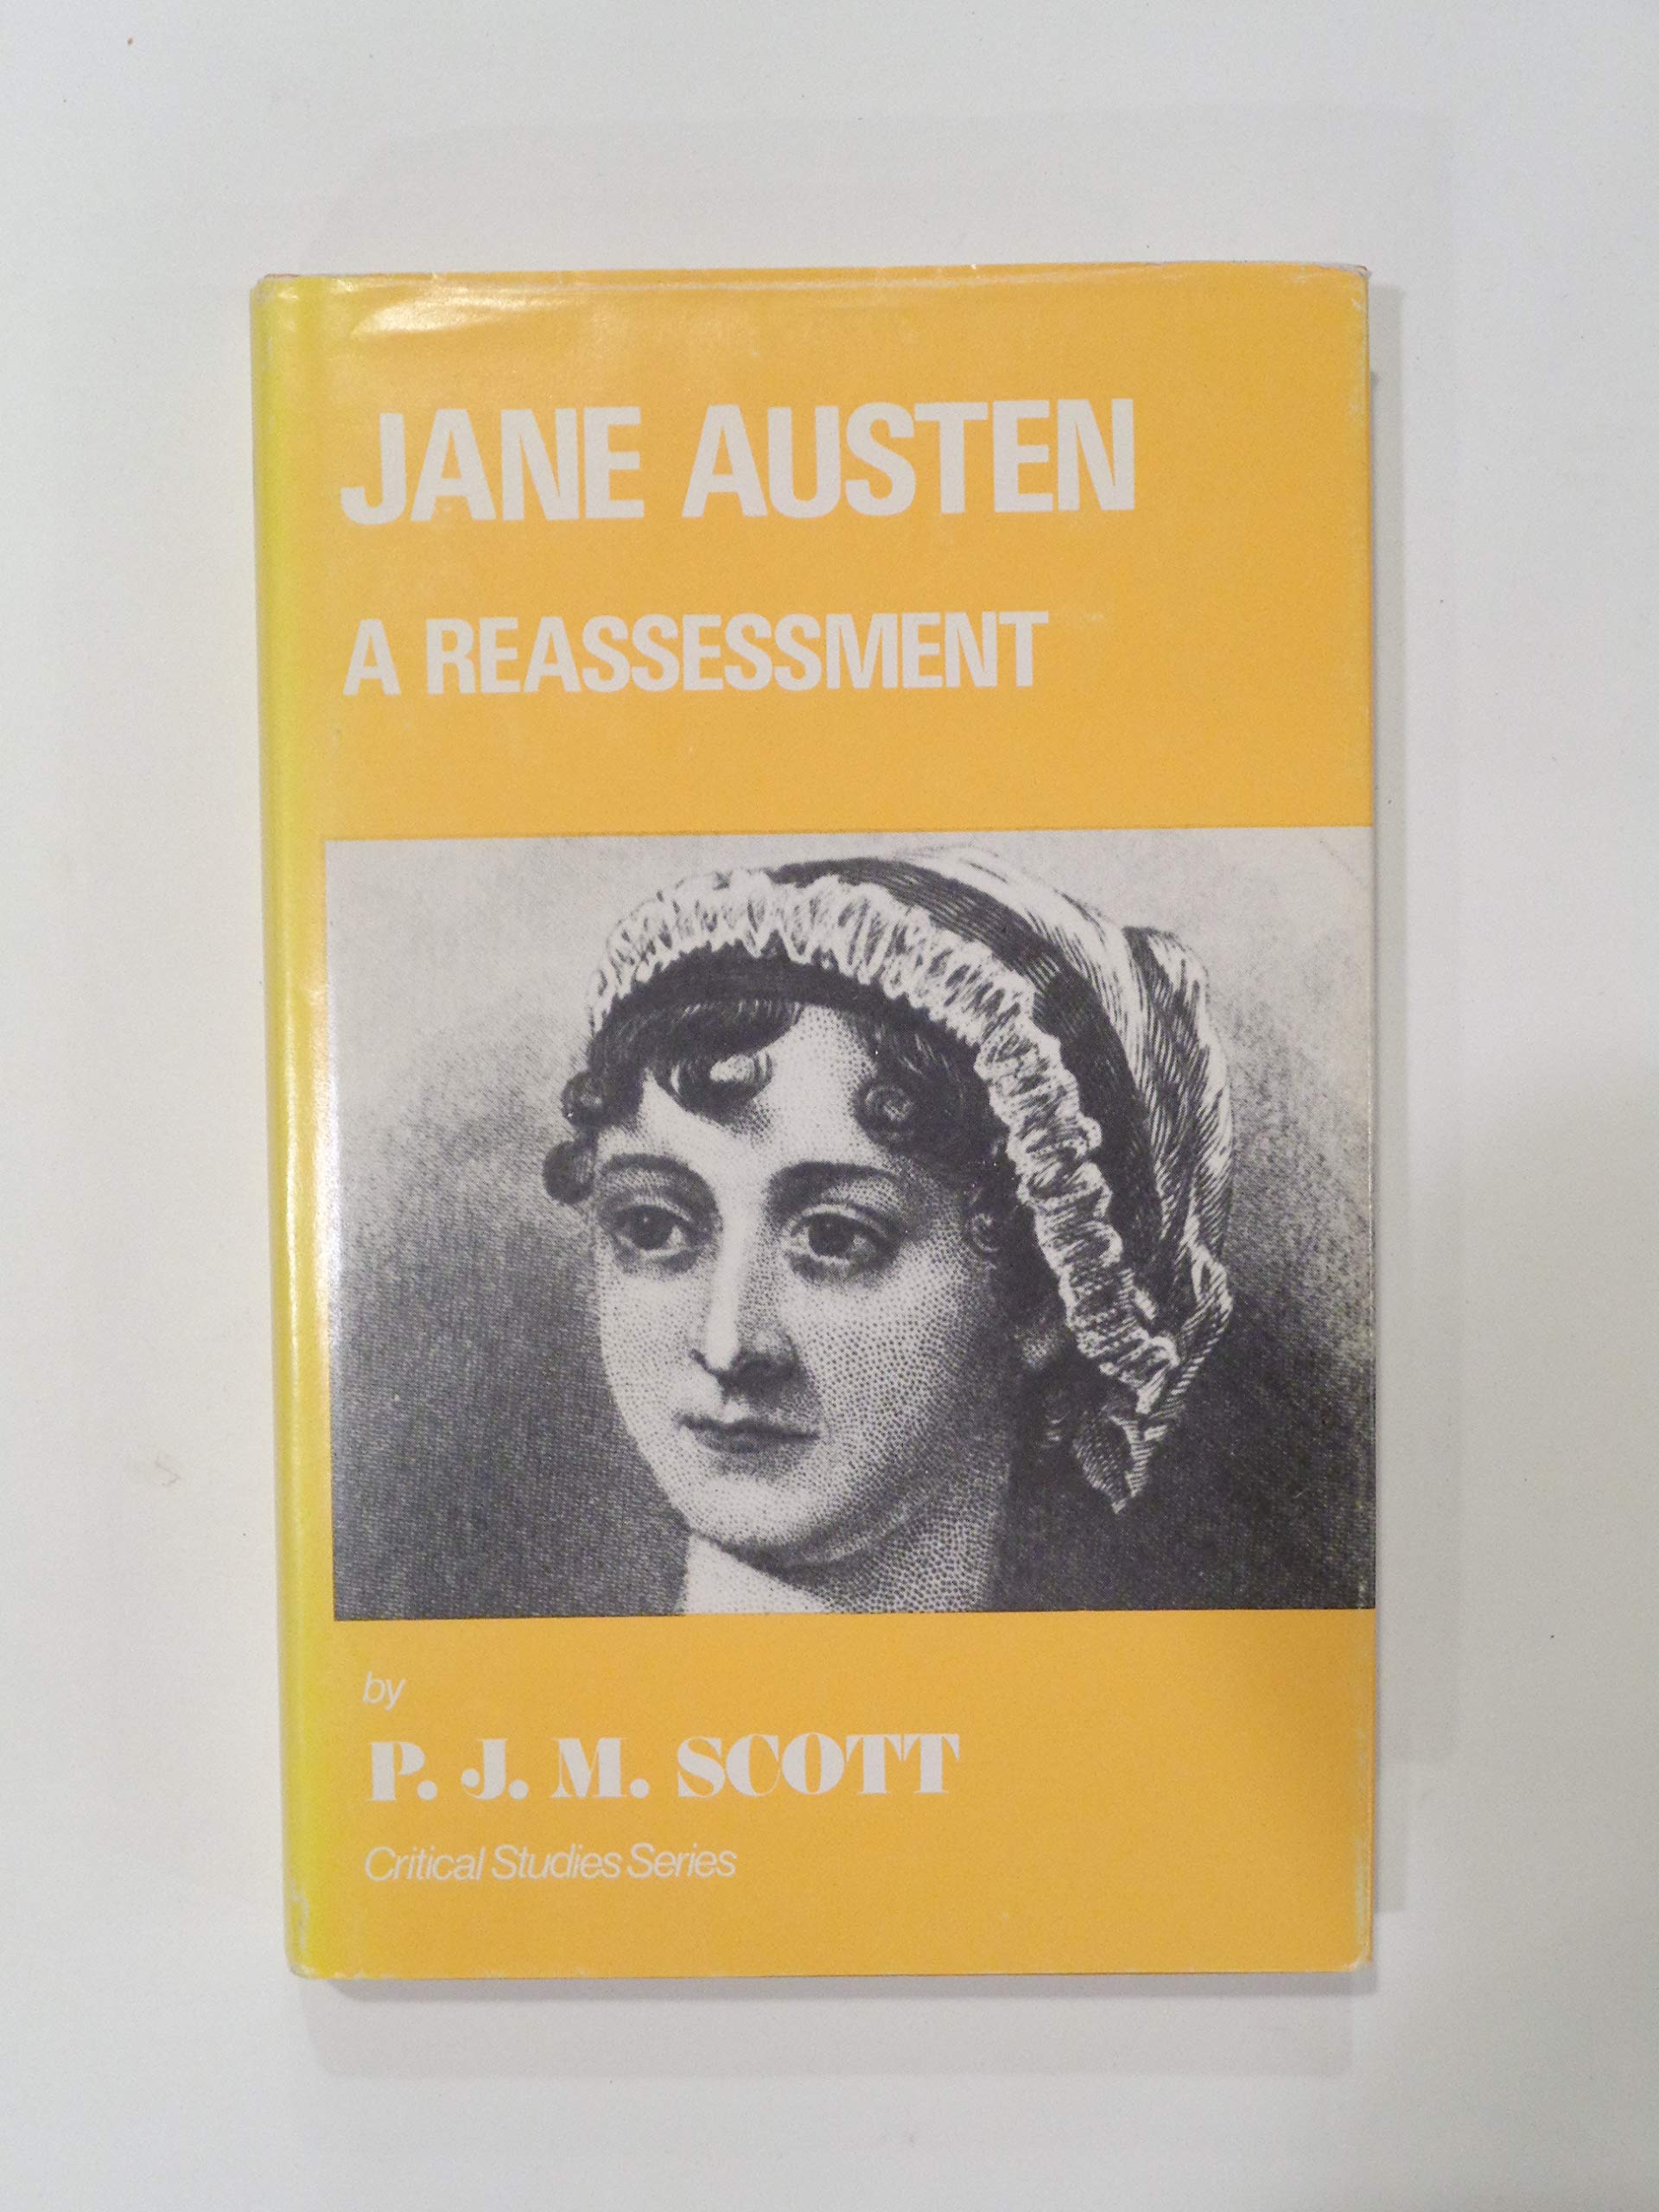 JANE AUSTEN
A REASSESSMENT
by
P. J. M. SCOTT
Critical Studies Series